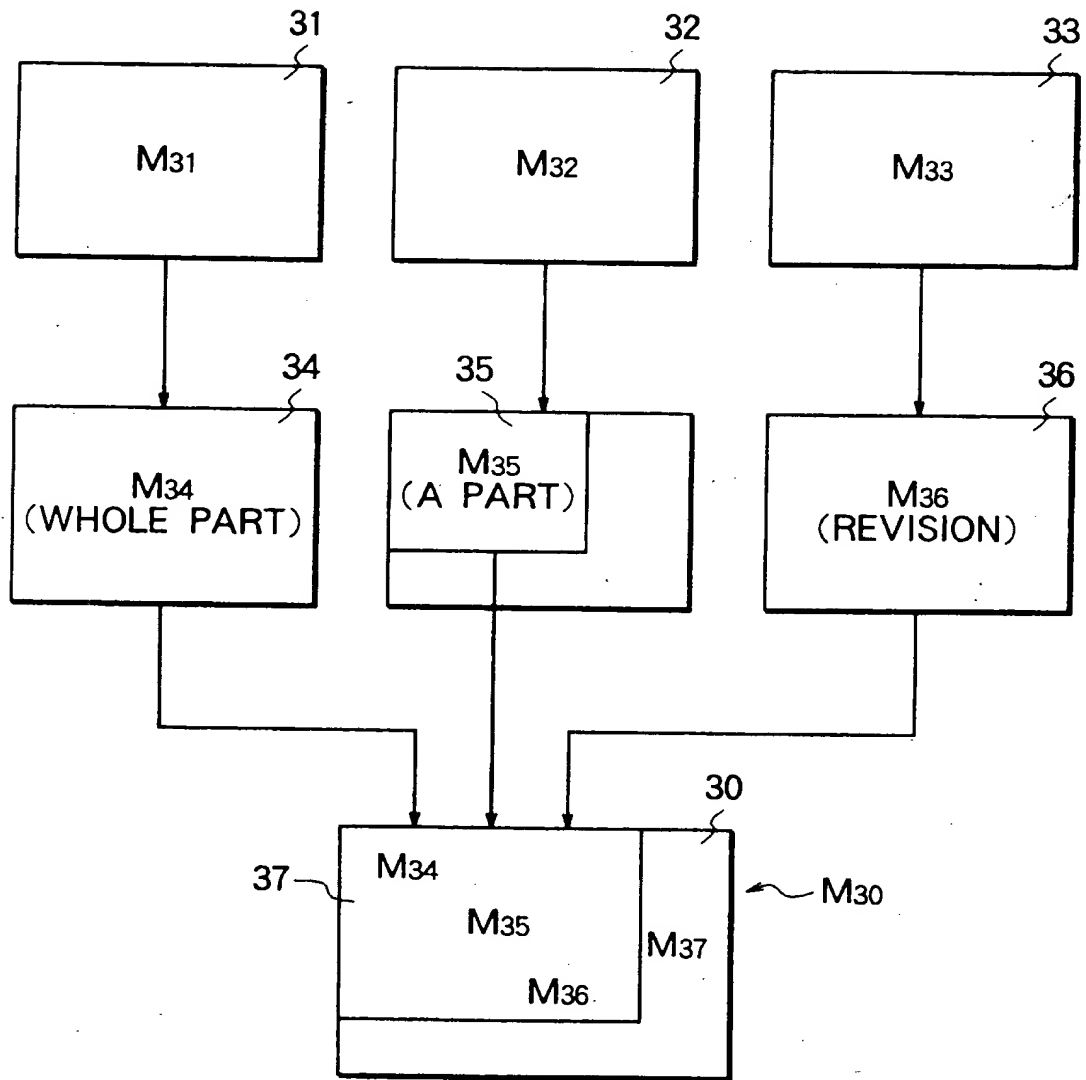 31
32
33
M31
M32
M33
34
35
36
M34
(WHOLE PART)
M35
(A PART)
M36
(REVISION)
30
37
M34
M35
M36
M37
M30